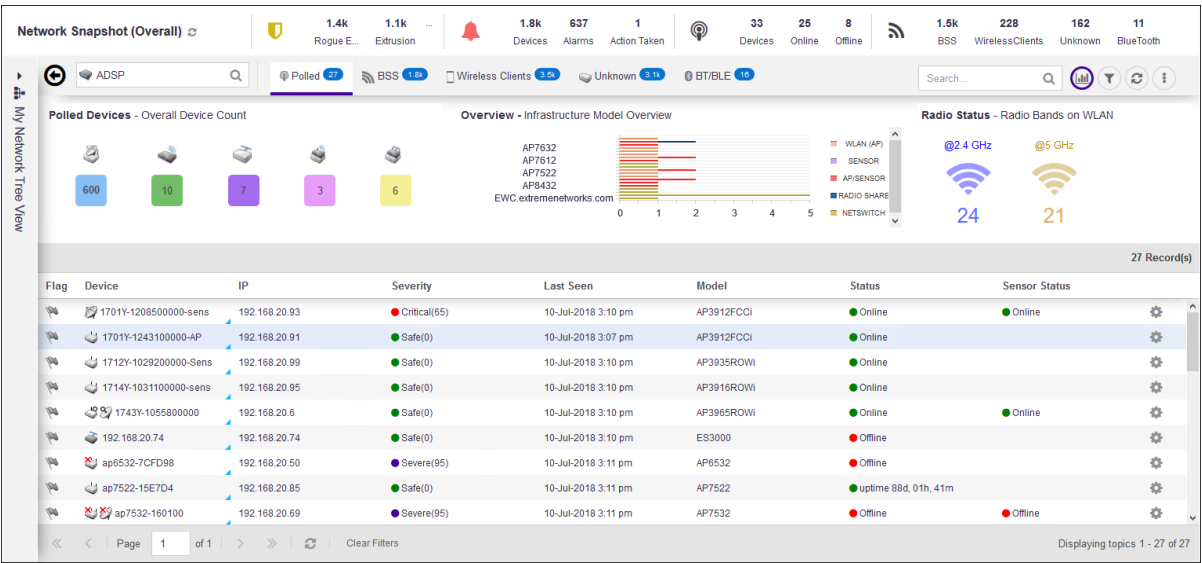 Network Snapshot (Overall)
1.4k 1.1k ... 1.8k 637 1 33 25 8 1.5k 228 162 11
Rogue E... Extrusion Devices Alarms Action Taken Devices Online Offline BSS WirelessClients Unknown BlueTooth
ADSP Polled 27 BSS 1.8k Wireless Clients 3.5k Unknown 3.1k BT/BLE 16 Search...
My Network Tree View
Polled Devices - Overall Device Count
600 10 7 3 6
Overview - Infrastructure Model Overview
AP7632
AP7612
AP7522
AP8432
EWC.extremenetworks.com
0 1 2 3 4 5
WLAN (AP)
SENSOR
AP/SENSOR
RADIO SHARE
NETSWITCH
Radio Status - Radio Bands on WLAN
@2.4 GHz @5 GHz
24 21
27 Record(s)
Flag Device IP Severity Last Seen Model Status Sensor Status
1701Y-1208500000-sens 192.168.20.93 Critical(65) 10-Jul-2018 3:10 pm AP3912FCCi Online Online
1701Y-1243100000-AP 192.168.20.91 Safe(0) 10-Jul-2018 3:07 pm AP3912FCCi Online
1712Y-1029200000-Sens 192.168.20.99 Safe(0) 10-Jul-2018 3:10 pm AP3935ROWi Online
1714Y-1031100000-sens 192.168.20.95 Safe(0) 10-Jul-2018 3:10 pm AP3916ROWi Online
1743Y-1055800000 192.168.20.6 Safe(0) 10-Jul-2018 3:10 pm AP3965ROWi Online Online
192.168.20.74 192.168.20.74 Safe(0) 10-Jul-2018 3:10 pm ES3000 Offline
ap6532-7CFD98 192.168.20.50 Severe(95) 10-Jul-2018 3:11 pm AP6532 Offline
ap7522-15E7D4 192.168.20.85 Safe(0) 10-Jul-2018 3:11 pm AP7522 uptime 88d, 01h, 41m
ap7532-160100 192.168.20.69 Severe(95) 10-Jul-2018 3:11 pm AP7532 Offline Offline
Page 1 of 1 Clear Filters Displaying topics 1 - 27 of 27